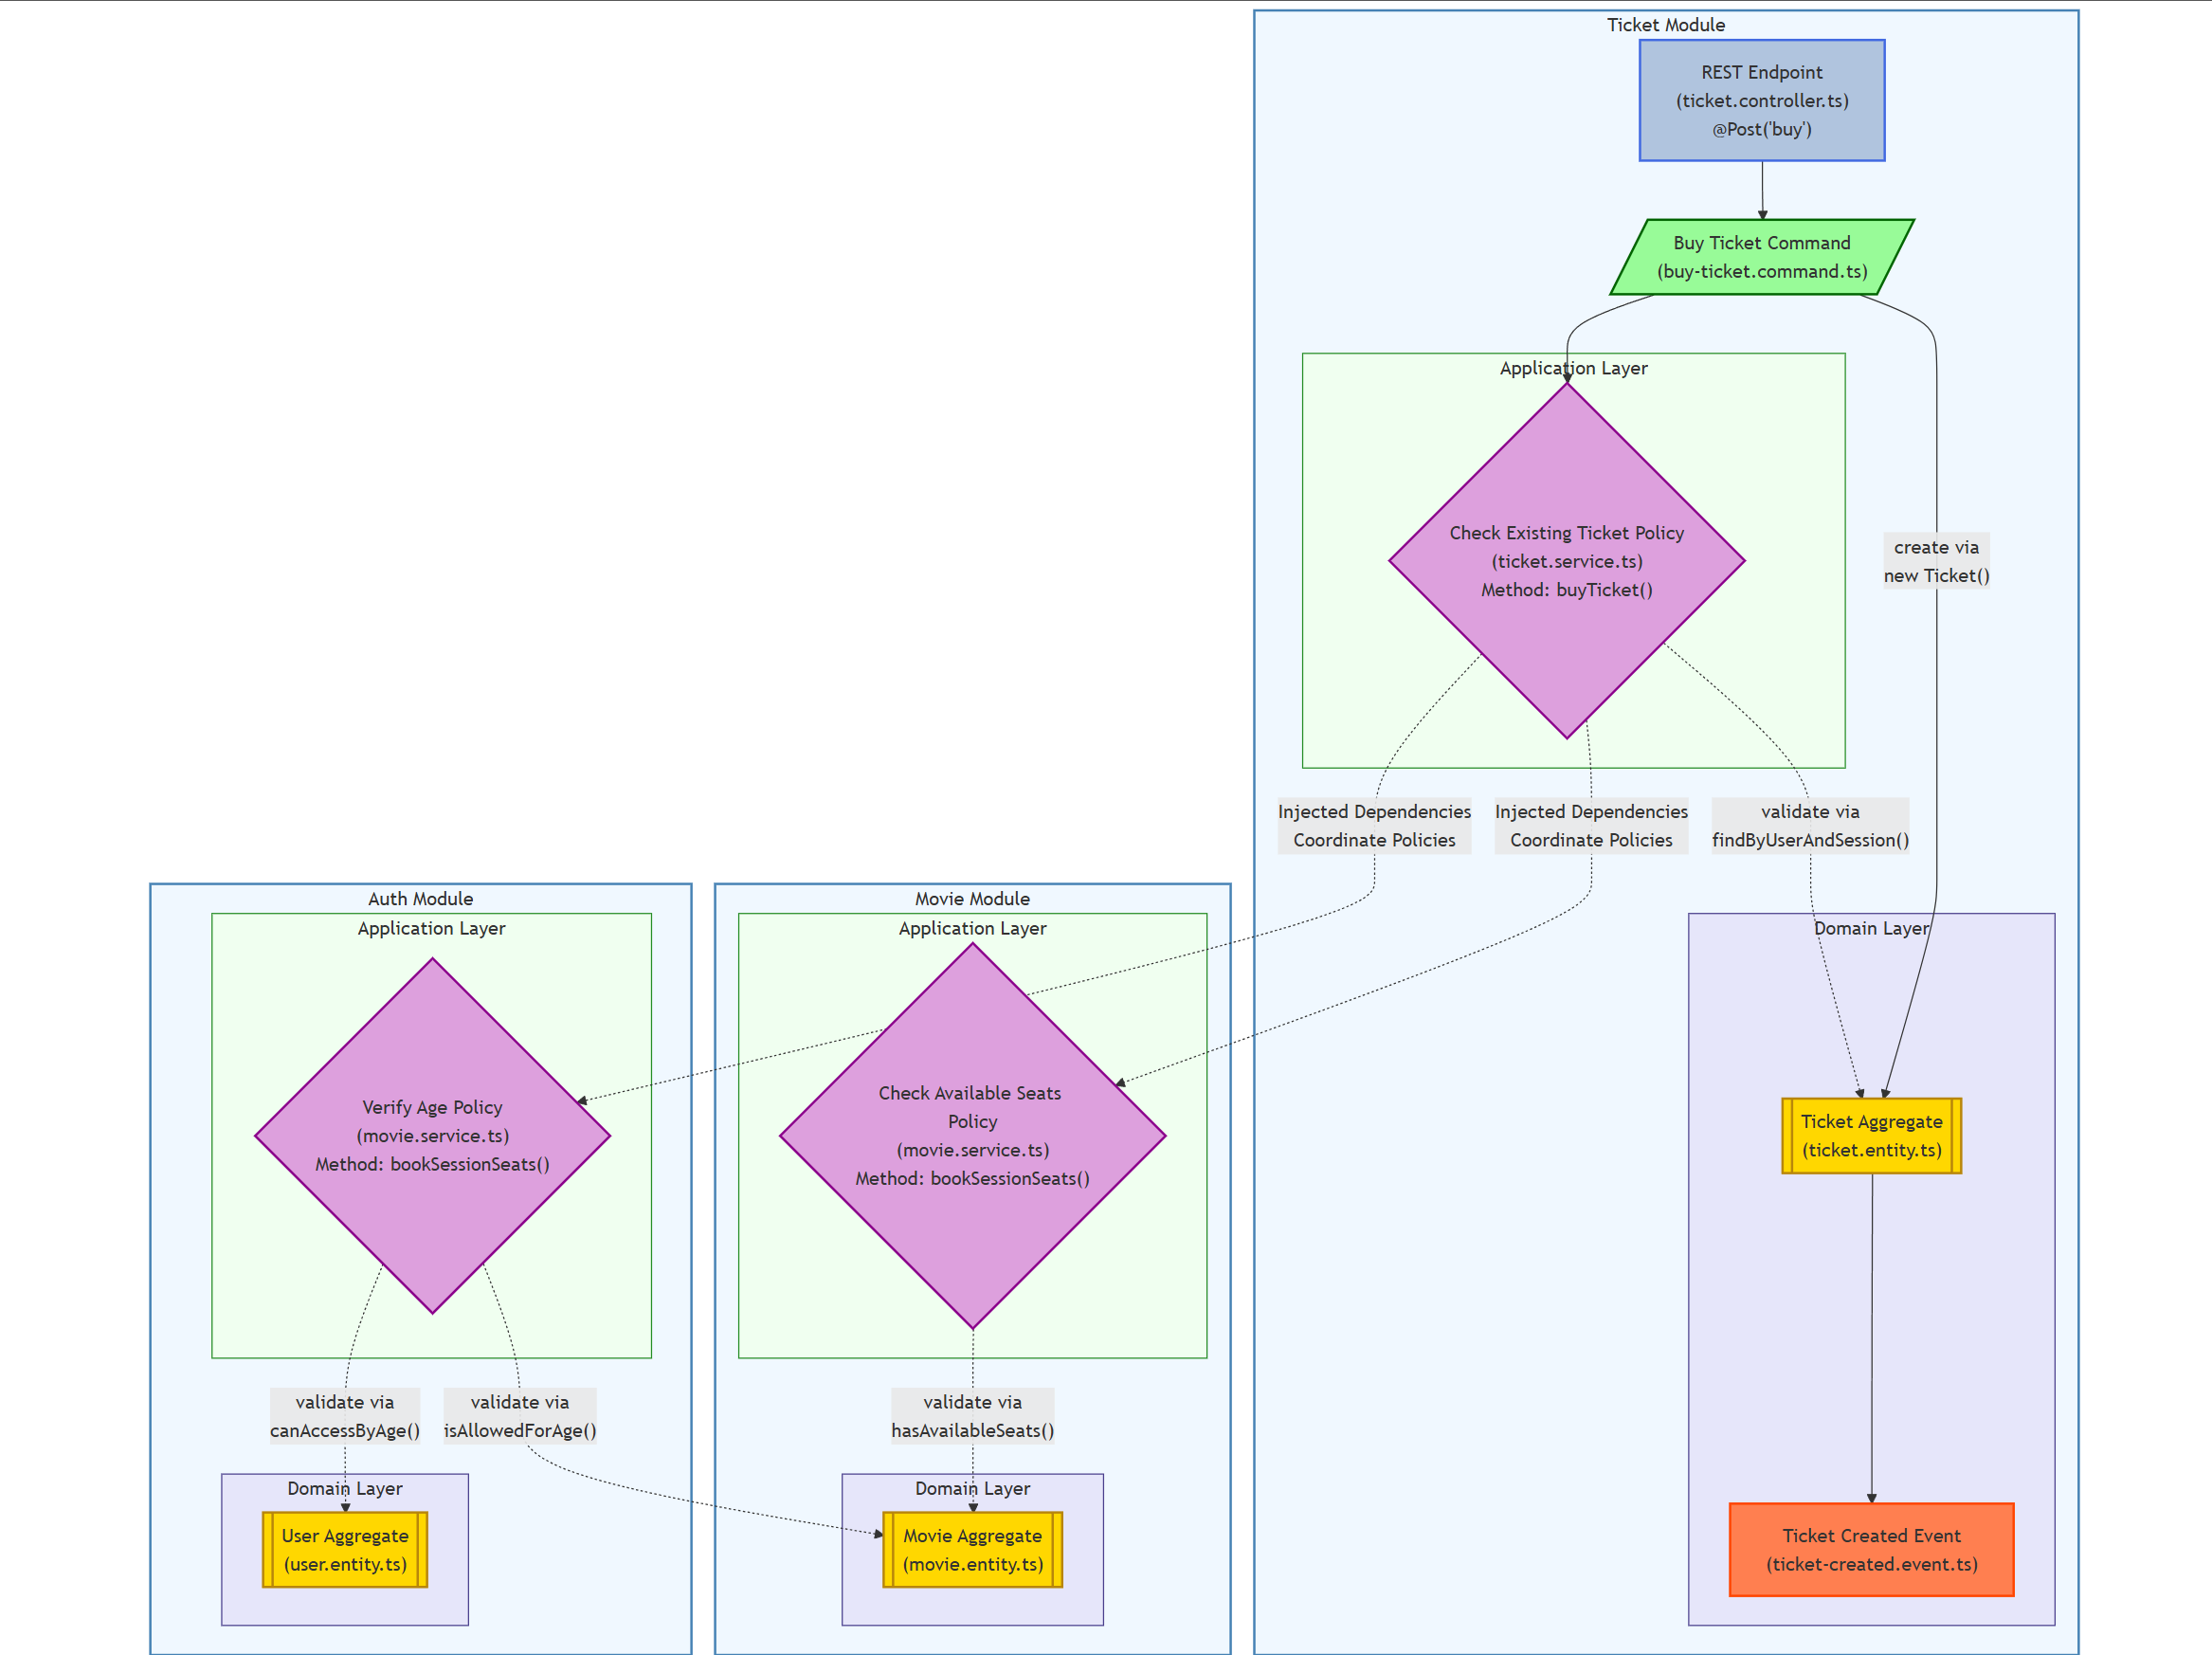 Ticket Module
REST Endpoint
(ticket.controller.ts)
@Post('buy')
Buy Ticket Command
(buy-ticket.command.ts)
Application Layer
Check Existing Ticket Policy
(ticket.service.ts)
Method: buyTicket()
create via
new Ticket()
Injected Dependencies
Coordinate Policies
Injected Dependencies
Coordinate Policies
validate via
findByUserAndSession()
Auth Module
Application Layer
Verify Age Policy
(movie.service.ts)
Method: bookSessionSeats()
validate via
canAccessByAge()
validate via
isAllowedForAge()
Domain Layer
User Aggregate
(user.entity.ts)
Movie Module
Application Layer
Check Available Seats
Policy
(movie.service.ts)
Method: bookSessionSeats()
validate via
hasAvailableSeats()
Domain Layer
Movie Aggregate
(movie.entity.ts)
Domain Layer
Ticket Aggregate
(ticket.entity.ts)
Ticket Created Event
(ticket-created.event.ts)